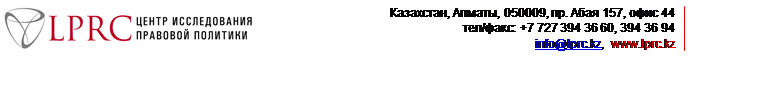 LPRC ЦЕНТР ИССЛЕДОВАНИЯ
ПРАВОВОЙ ПОЛИТИКИ
Казахстан, Алматы, 050009, пр. Абая 157, офис 44
тел/факс: +7 727 394 36 60, 394 36 94
info@lprc.kz, www.lprc.kz